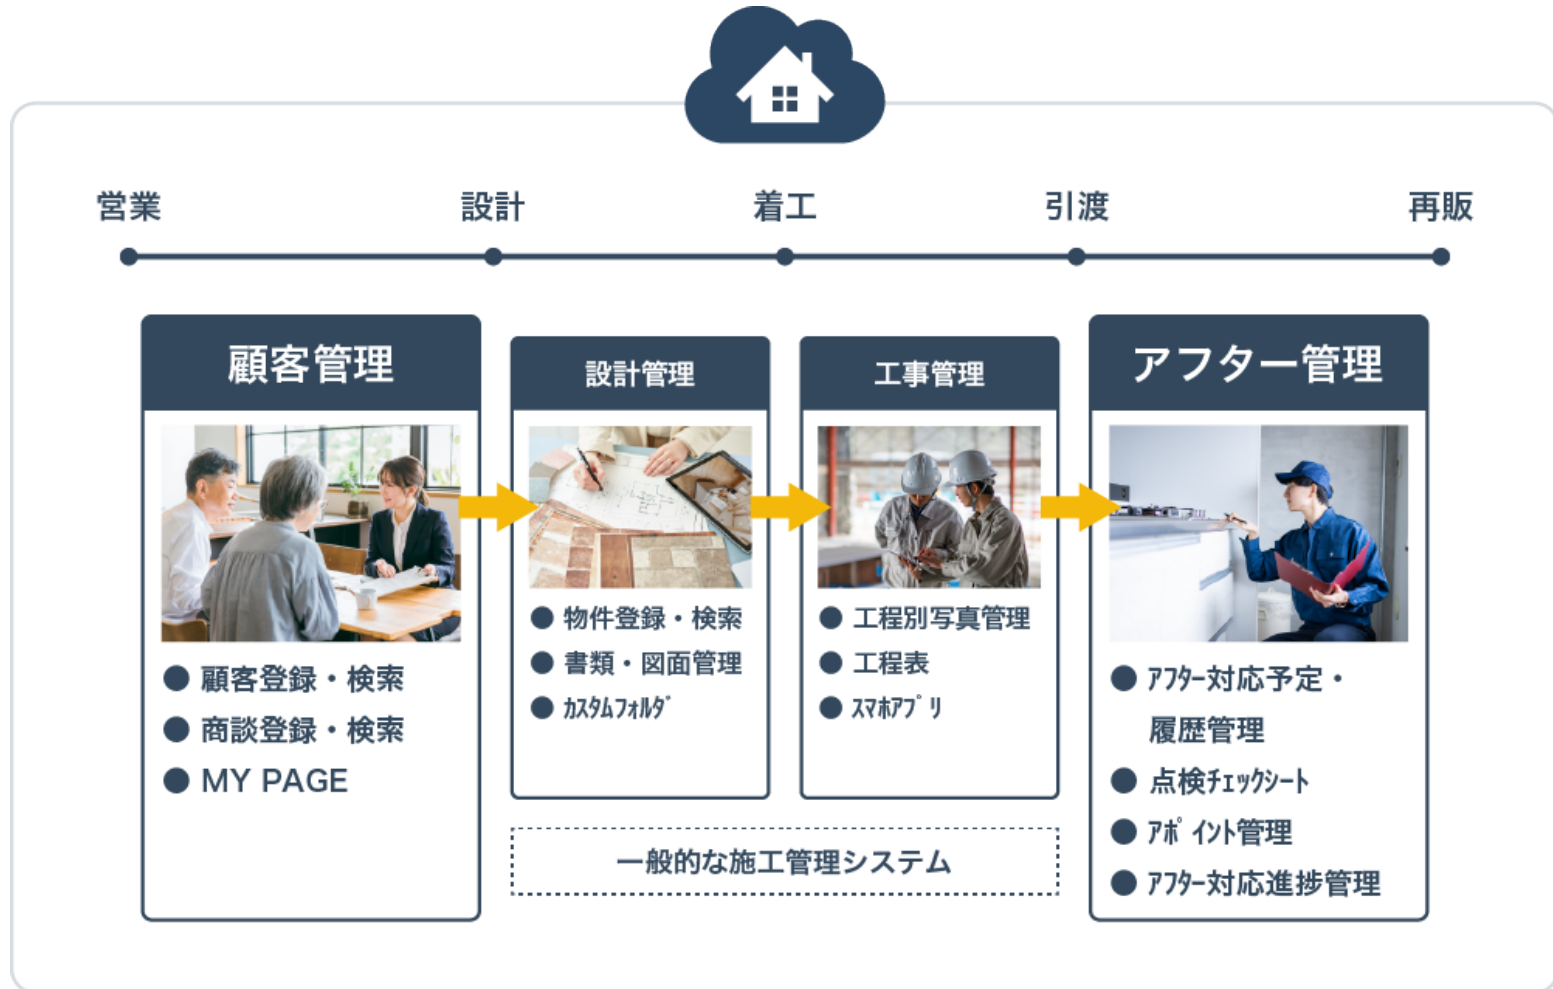 営業
設計
着工
引渡
再販
顧客管理
● 顧客登録・検索
● 商談登録・検索
● MY PAGE
設計管理
● 物件登録・検索
● 書類・図面管理
● ｶｽﾀﾑﾌｫﾙﾀﾞ
工事管理
● 工程別写真管理
● 工程表
● ｽﾏﾎｱﾌﾟﾘ
一般的な施工管理システム
アフター管理
● ｱﾌﾀｰ対応予定・
履歴管理
● 点検ﾁｪｯｸｼｰﾄ
● ｱﾎﾟｲﾝﾄ管理
● ｱﾌﾀｰ対応進捗管理